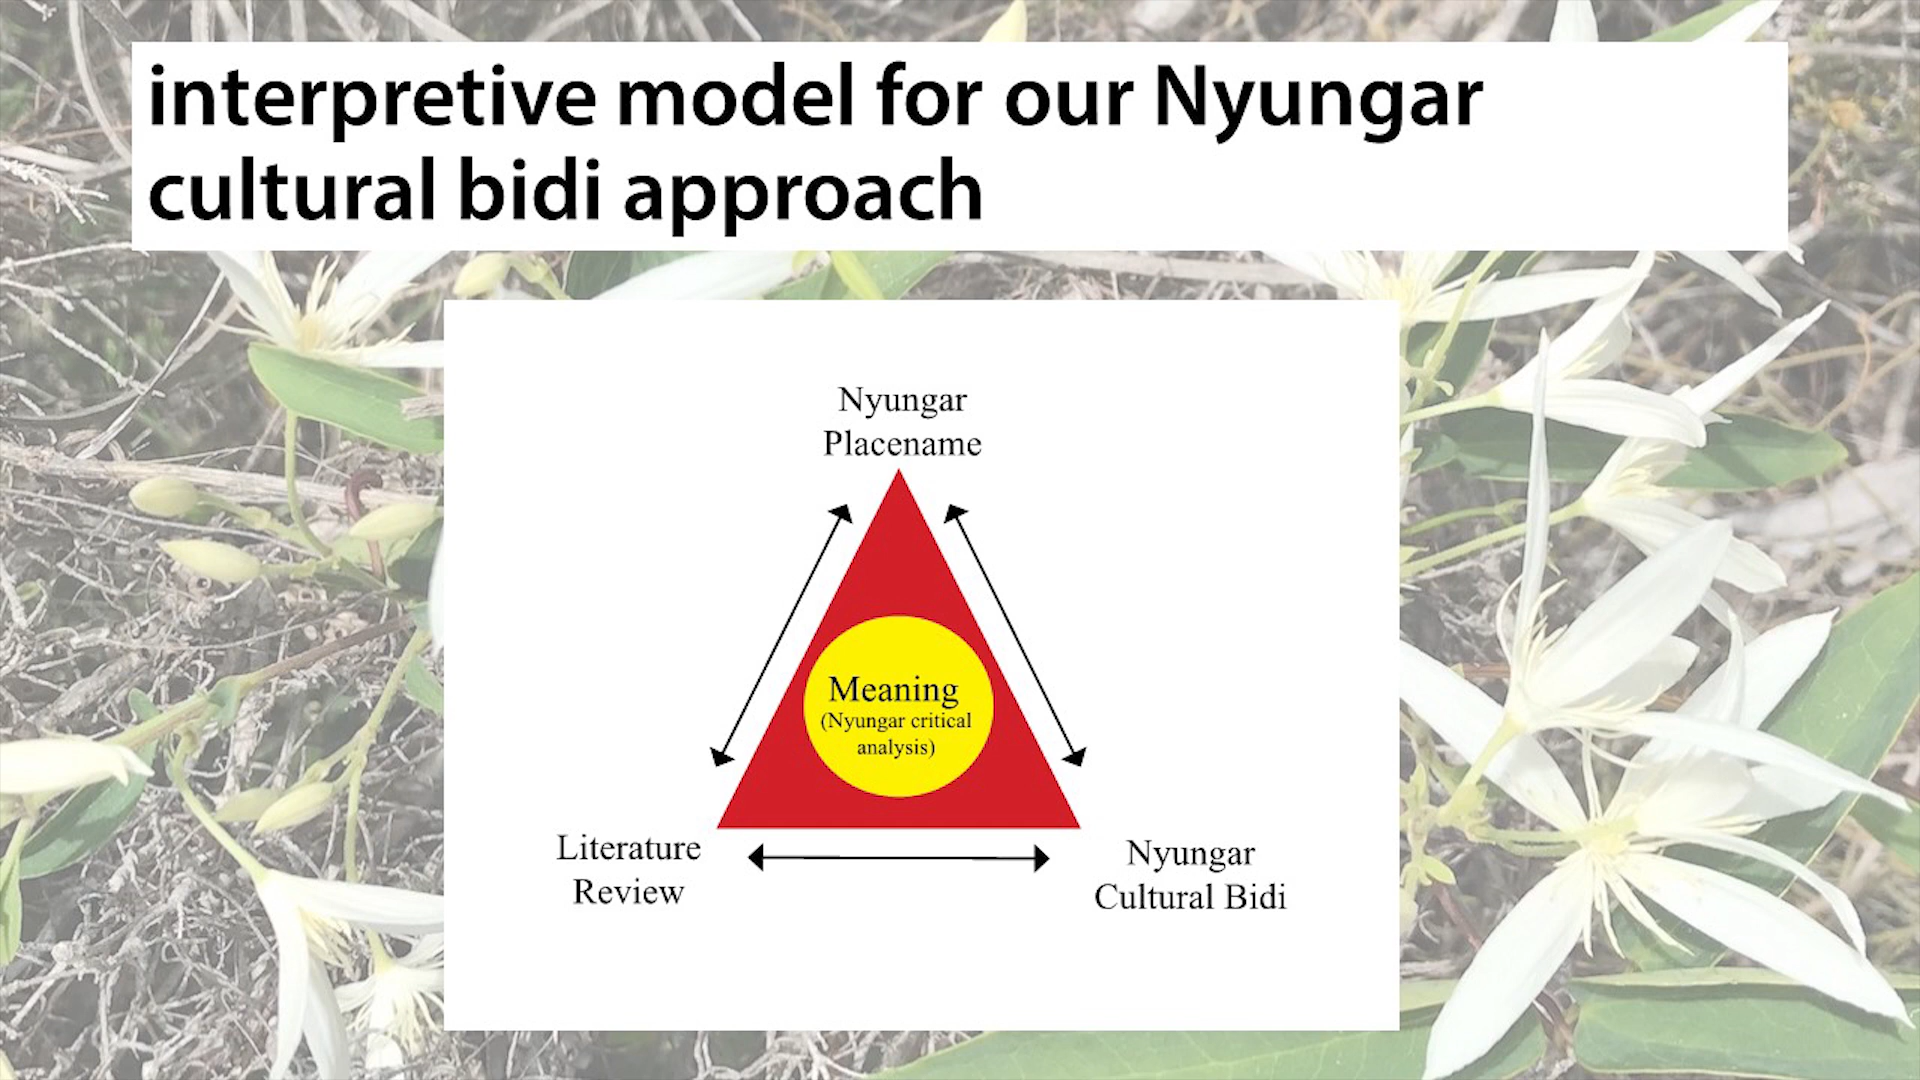 interpretive model for our Nyungar
cultural bidi approach
Nyungar
Placename
Meaning
(Nyungar critical
analysis)
Literature
Review
Nyungar
Cultural Bidi